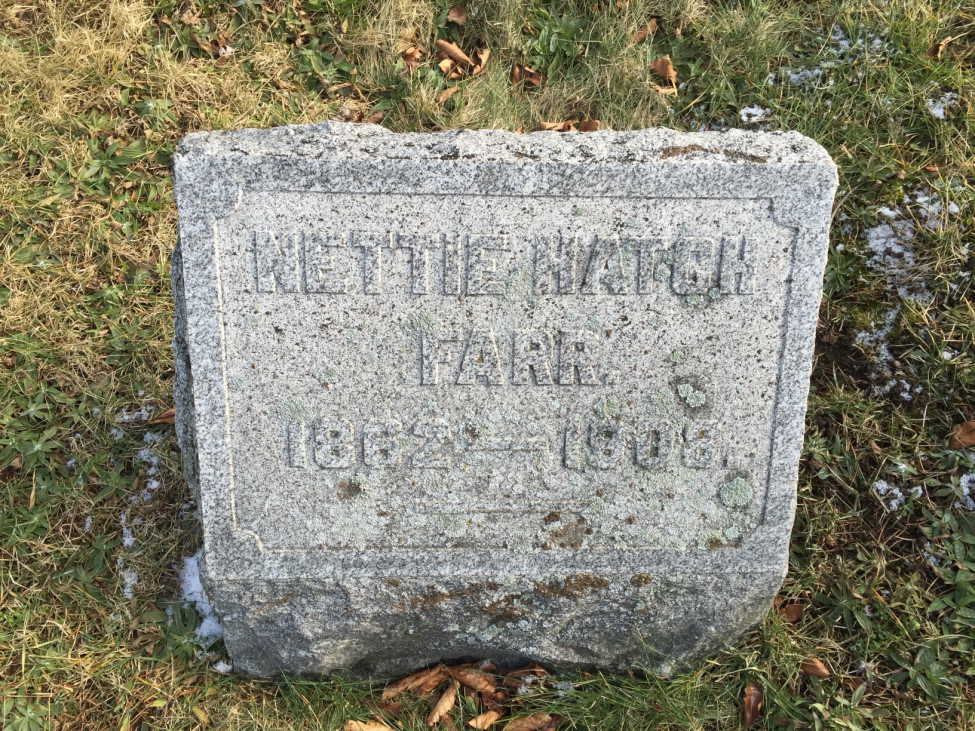 NETTIE HATCH
FARR.
1862 — 1906.